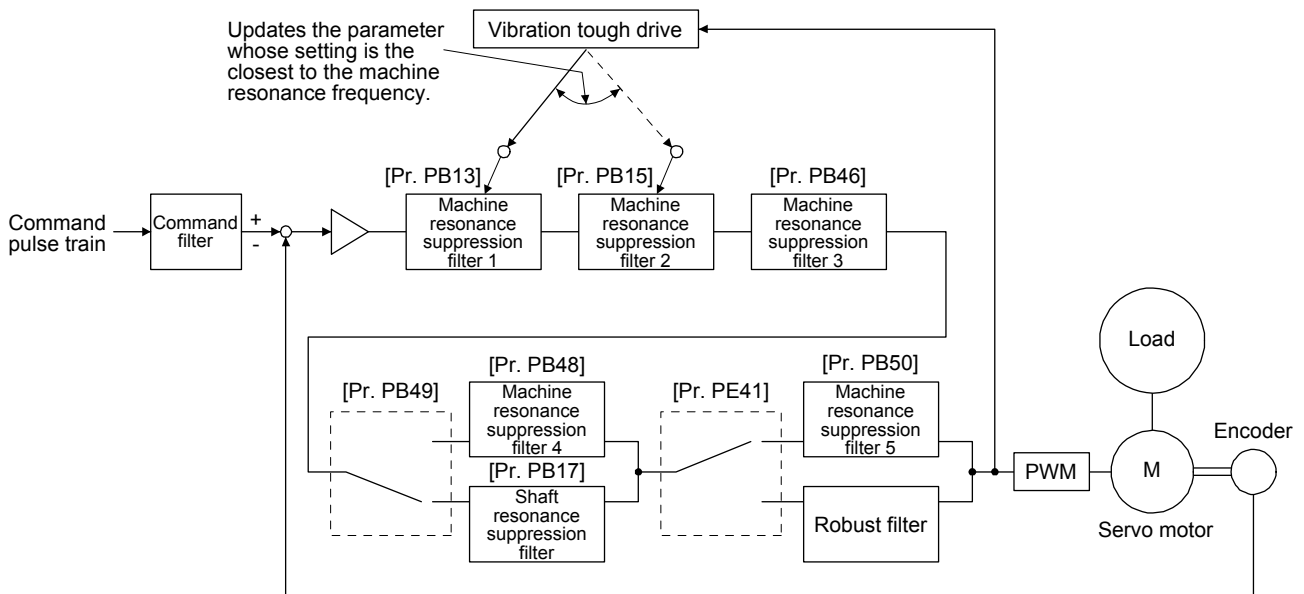 Updates the parameter
whose setting is the
closest to the machine
resonance frequency.
Vibration tough drive
[Pr. PB13]
[Pr. PB15]
[Pr. PB46]
Command
pulse train
Command
filter
+
-
Machine
resonance
suppression
filter 1
Machine
resonance
suppression
filter 2
Machine
resonance
suppression
filter 3
Load
[Pr. PB49]
[Pr. PB48]
Machine
resonance
suppression
filter 4
[Pr. PB17]
Shaft
resonance
suppression
filter
[Pr. PE41]
[Pr. PB50]
Machine
resonance
suppression
filter 5
Robust filter
PWM
M
Servo motor
Encoder